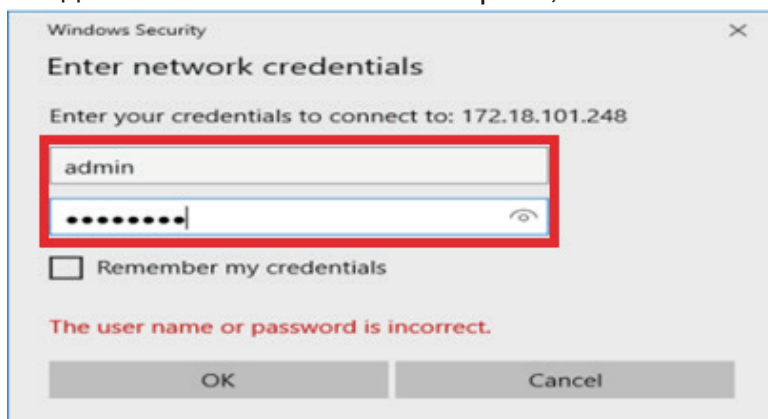 Windows Security
Enter network credentials
Enter your credentials to connect to: 172.18.101.248
admin
Remember my credentials
The user name or password is incorrect.
OK
Cancel